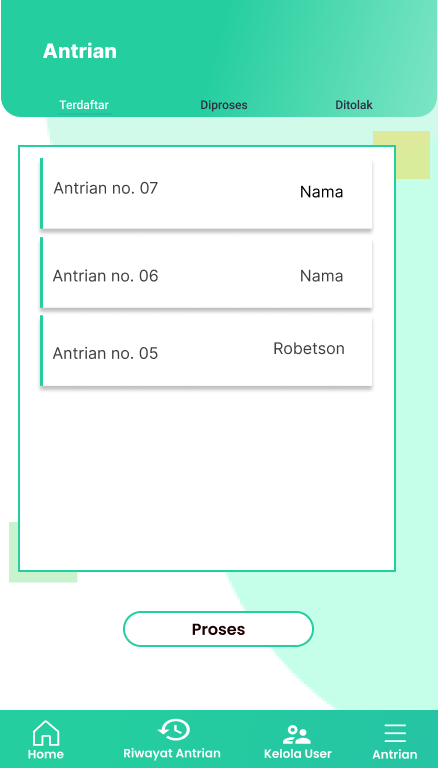 Antrian
Terdaftar Diproses Ditolak
Antrian no. 07 Nama
Antrian no. 06 Nama
Antrian no. 05 Robetson
Proses
Home Riwayat Antrian Kelola User Antrian